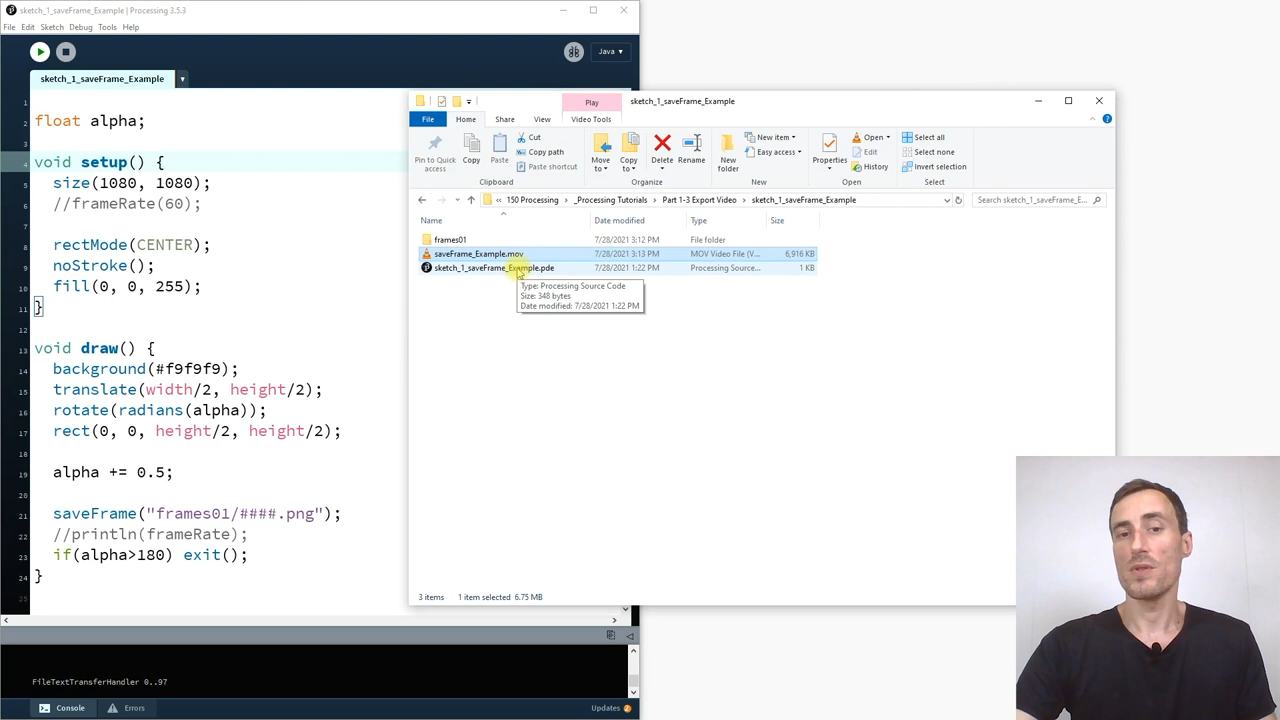 sketch_1_saveFrame_Example | Processing 3.5.3
File Edit Sketch Debug Tools Help
Java ▾
sketch_1_saveFrame_Example
1
2 float alpha;
3
4 void setup() {
5 size(1080, 1080);
6 //frameRate(60);
7
8 rectMode(CENTER);
9 noStroke();
10 fill(0, 0, 255);
11 }
12
13 void draw() {
14 background(#f9f9f9);
15 translate(width/2, height/2);
16 rotate(radians(alpha));
17 rect(0, 0, height/2, height/2);
18
19 alpha += 0.5;
20
21 saveFrame("frames01/####.png");
22 //println(frameRate);
23 if(alpha>180) exit();
24 }
25
FileTextTransferHandler 0..97
Console Errors Updates 2
Play sketch_1_saveFrame_Example
File Home Share View Video Tools
Pin to Quick access
Copy
Paste
Cut
Copy path
Paste shortcut
Clipboard
Move to
Copy to
Delete
Rename
Organize
New folder
New item
Easy access
New
Properties
Open
Edit
History
Open
Select all
Select none
Invert selection
Select
« 150 Processing › _Processing Tutorials › Part 1-3 Export Video › sketch_1_saveFrame_Example
Search sketch_1_saveFrame_E...
Name Date modified Type Size
frames01 7/28/2021 3:12 PM File folder
saveFrame_Example.mov 7/28/2021 3:13 PM MOV Video File (V... 6,916 KB
sketch_1_saveFrame_Example.pde 7/28/2021 1:22 PM Processing Source... 1 KB
Type: Processing Source Code
Size: 348 bytes
Date modified: 7/28/2021 1:22 PM
3 items 1 item selected 6.75 MB